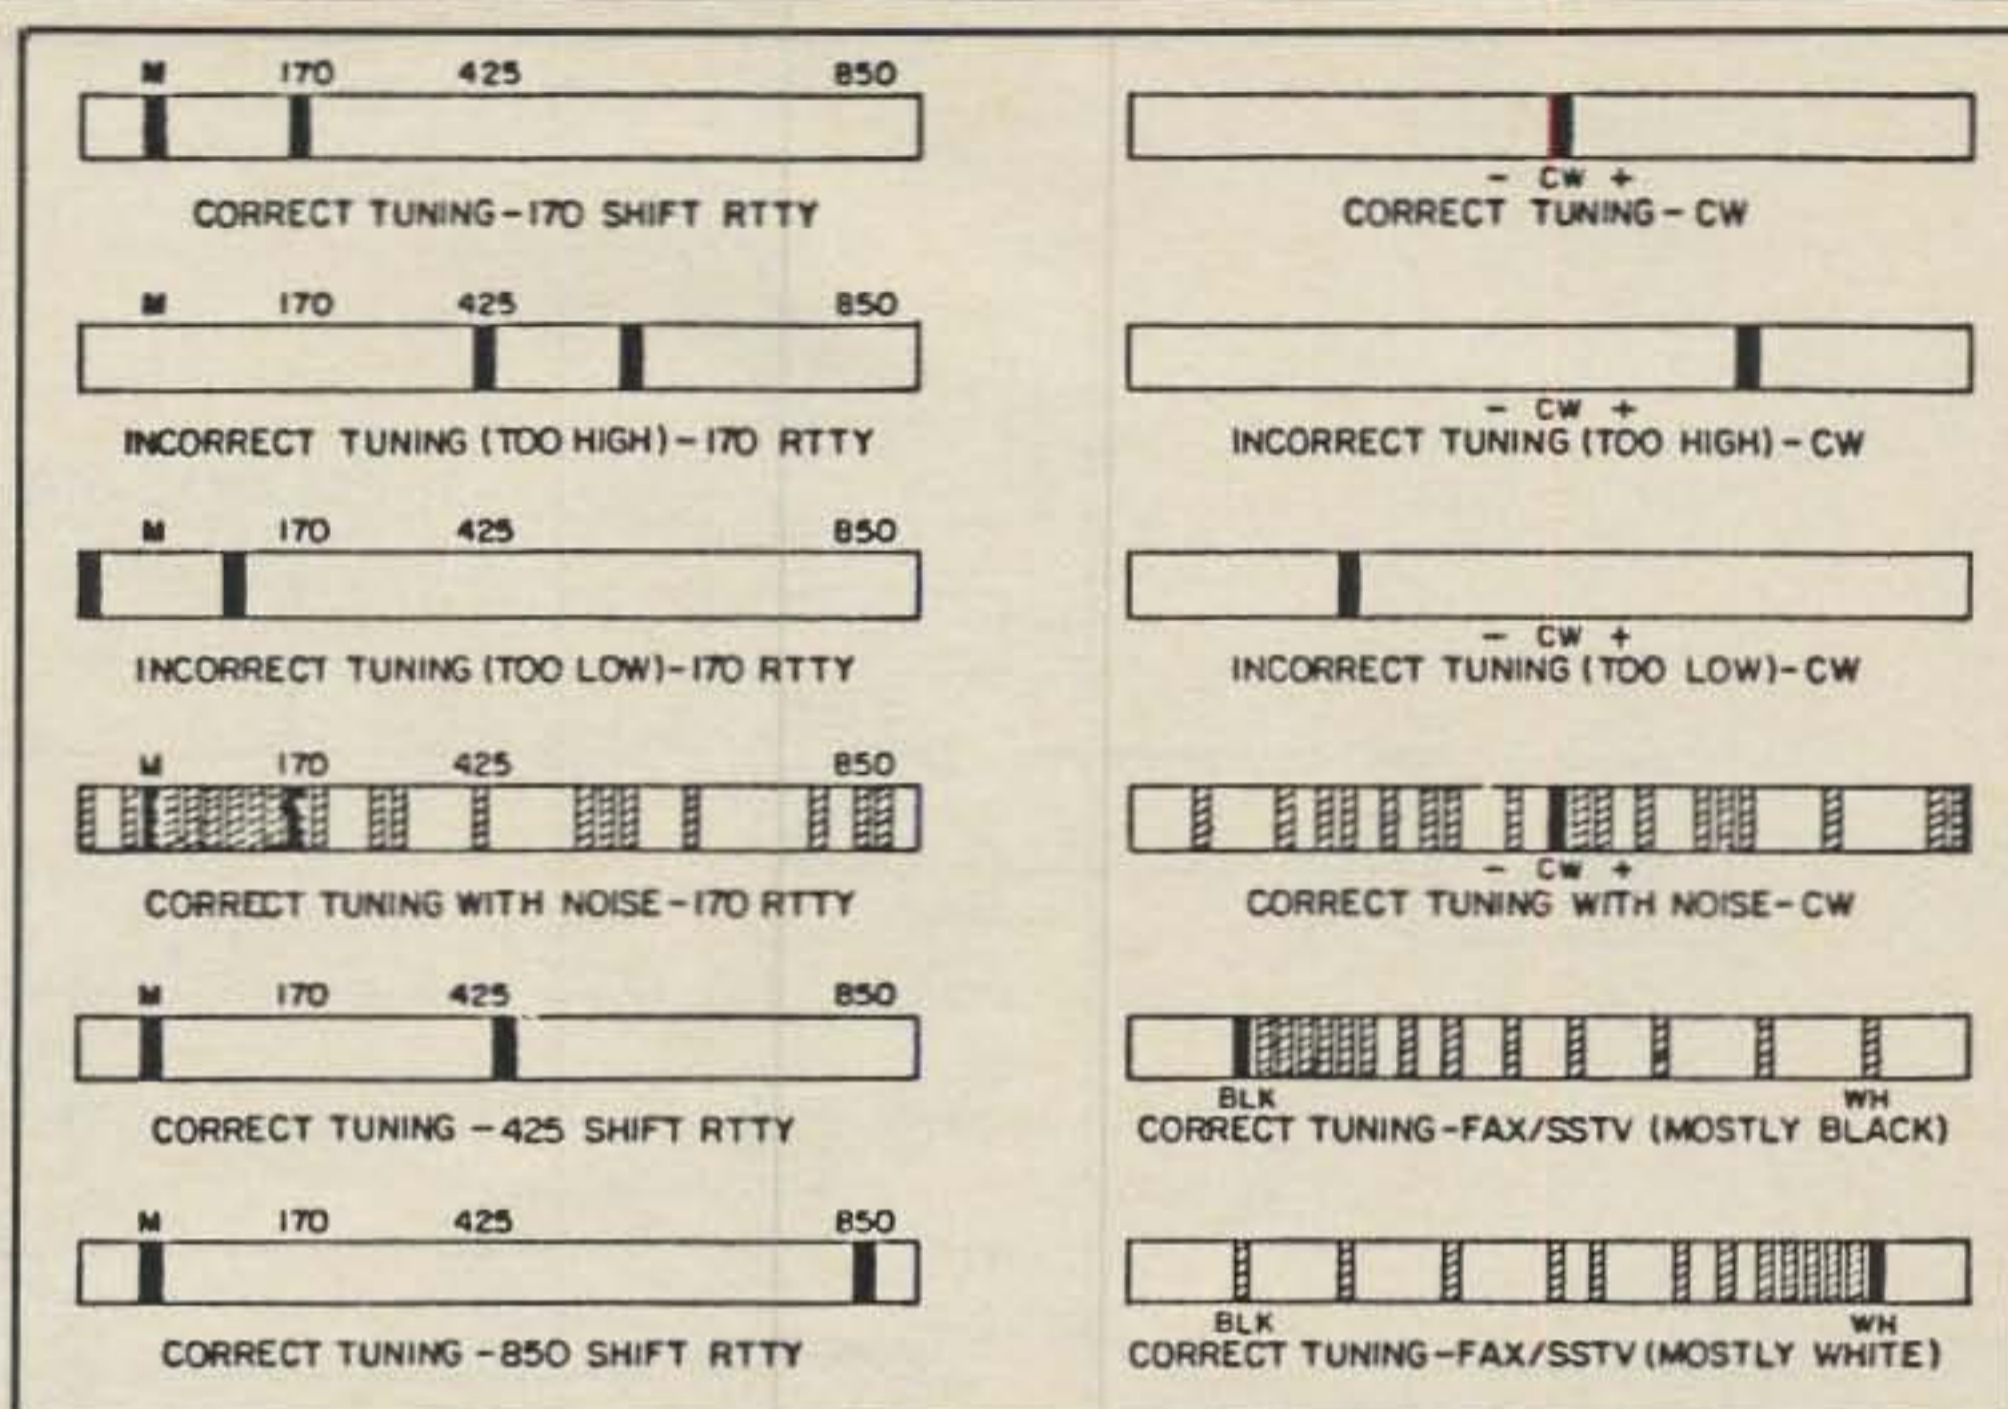 M 170 425 850
CORRECT TUNING-170 SHIFT RTTY
M 170 425 850
INCORRECT TUNING (TOO HIGH)-170 RTTY
M 170 425 850
INCORRECT TUNING (TOO LOW)-170 RTTY
M 170 425 850
CORRECT TUNING WITH NOISE-170 RTTY
M 170 425 850
CORRECT TUNING -425 SHIFT RTTY
M 170 425 850
CORRECT TUNING -850 SHIFT RTTY
- CW +
CORRECT TUNING- CW
- CW +
INCORRECT TUNING (TOO HIGH)-CW
- CW +
INCORRECT TUNING (TOO LOW)-CW
- CW +
CORRECT TUNING WITH NOISE-CW
BLK WH
CORRECT TUNING-FAX/SSTV (MOSTLY BLACK)
BLK WH
CORRECT TUNING-FAX/SSTV (MOSTLY WHITE)